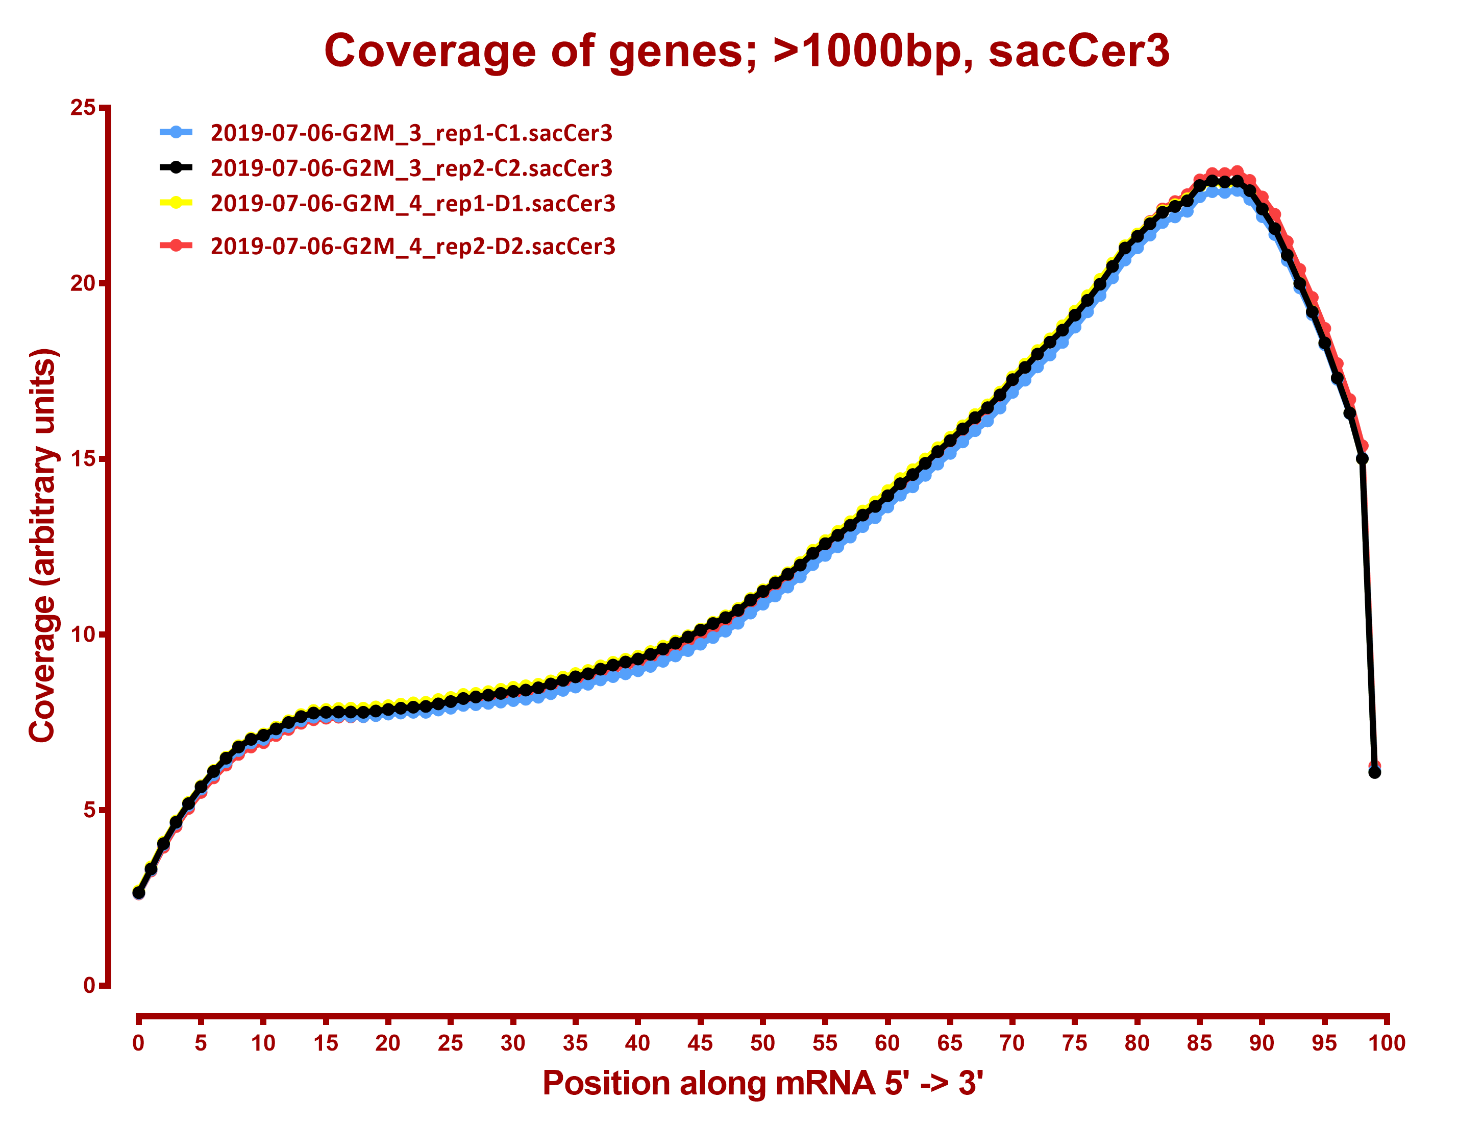 Coverage of genes; >1000bp, sacCer3
2019-07-06-G2M_3_rep1-C1.sacCer3
2019-07-06-G2M_3_rep2-C2.sacCer3
2019-07-06-G2M_4_rep1-D1.sacCer3
2019-07-06-G2M_4_rep2-D2.sacCer3
Coverage (arbitrary units)
25
20
15
10
5
0
0 5 10 15 20 25 30 35 40 45 50 55 60 65 70 75 80 85 90 95 100
Position along mRNA 5' -> 3'